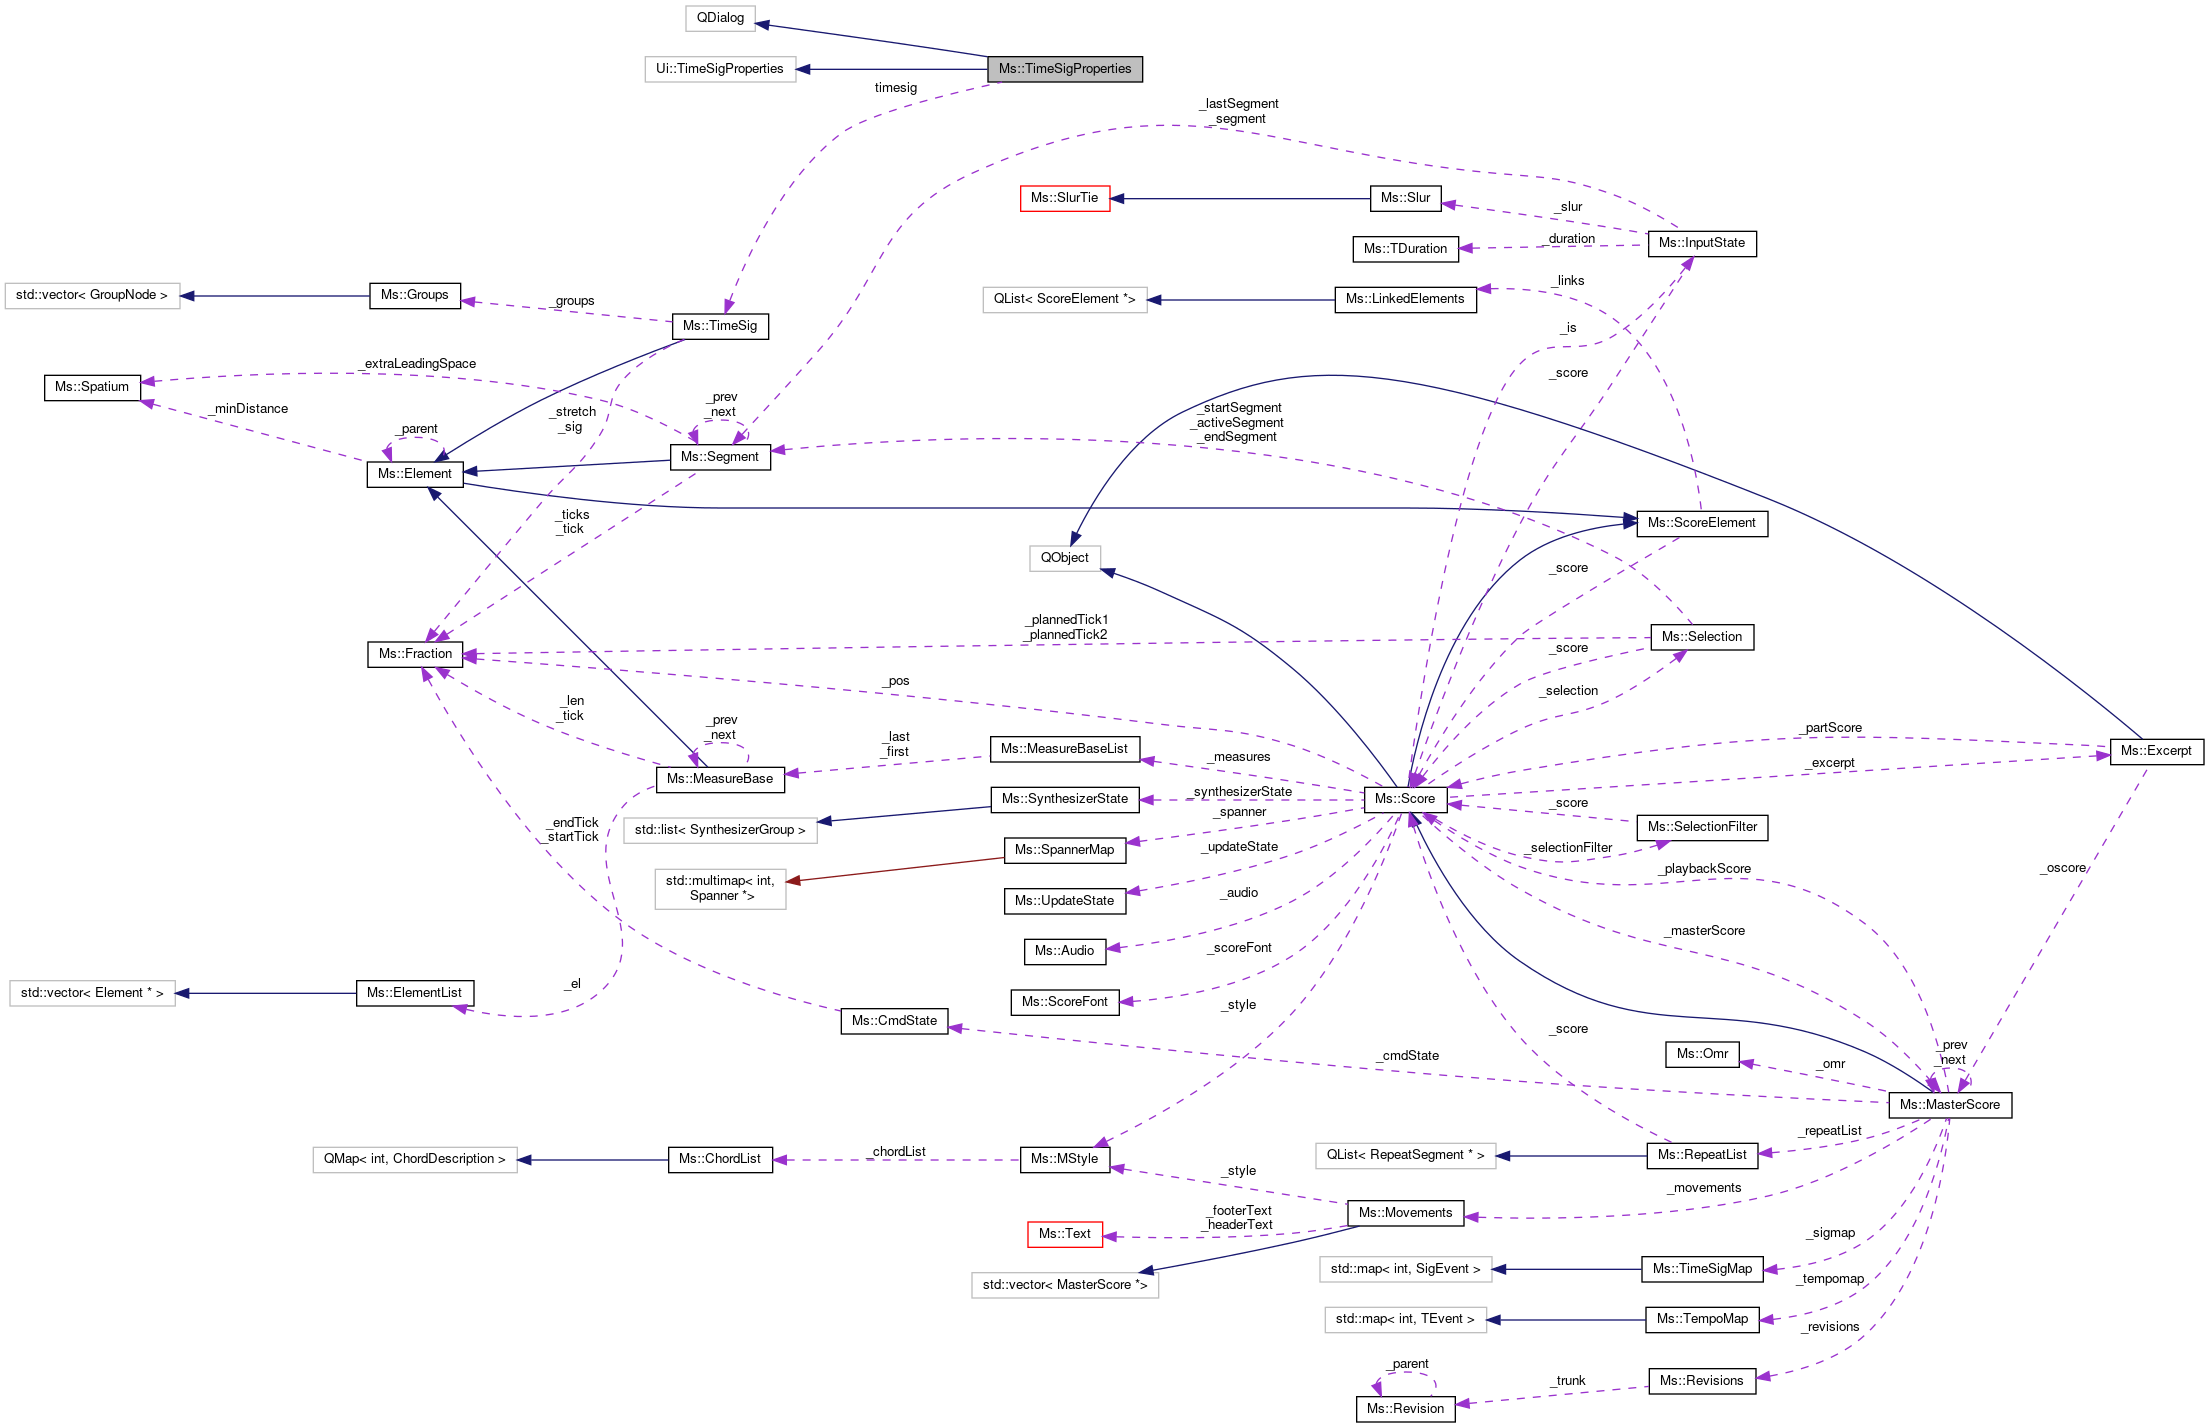 QDialog
Ui::TimeSigProperties
Ms::TimeSigProperties
timesig
_lastSegment
_segment
Ms::SlurTie
Ms::Slur
_slur
Ms::InputState
Ms::TDuration
_duration
std::vector< GroupNode >
Ms::Groups
_groups
Ms::TimeSig
QList< ScoreElement *>
Ms::LinkedElements
_links
_is
_extraLeadingSpace
Ms::Spatium
_minDistance
_score
_prev
_next
_stretch
_sig
_parent
_startSegment
_activeSegment
_endSegment
Ms::Segment
Ms::Element
_ticks
_tick
Ms::ScoreElement
QObject
_score
_plannedTick1
_plannedTick2
Ms::Selection
Ms::Fraction
_score
_pos
_selection
_len
_tick
_prev
_next
_last
_first
Ms::MeasureBaseList
_measures
_partScore
Ms::Excerpt
_excerpt
Ms::MeasureBase
Ms::SynthesizerState
_synthesizerState
Ms::Score
_score
_endTick
_startTick
std::list< SynthesizerGroup >
_spanner
Ms::SelectionFilter
Ms::SpannerMap
_updateState
_selectionFilter
_playbackScore
_oscore
std::multimap< int,
Spanner *>
Ms::UpdateState
_audio
_masterScore
Ms::Audio
_scoreFont
std::vector< Element * >
Ms::ElementList
_el
Ms::ScoreFont
_style
Ms::CmdState
_score
_cmdState
Ms::Omr
_omr
_prev
_next
Ms::MasterScore
_repeatList
QMap< int, ChordDescription >
Ms::ChordList
_chordList
Ms::MStyle
QList< RepeatSegment * >
Ms::RepeatList
_style
_movements
_footerText
_headerText
Ms::Movements
Ms::Text
_sigmap
std::vector< MasterScore *>
std::map< int, SigEvent >
Ms::TimeSigMap
_tempomap
std::map< int, TEvent >
Ms::TempoMap
_revisions
_parent
_trunk
Ms::Revisions
Ms::Revision